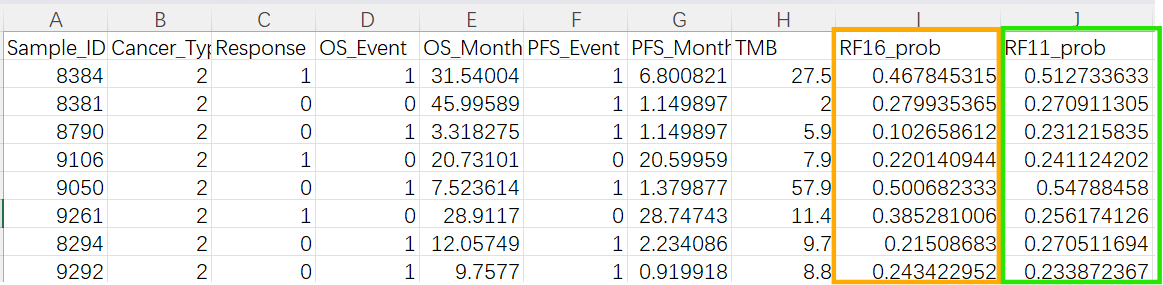 A B C D E F G H I J
Sample_ID Cancer_Typ Response OS_Event OS_Month PFS_Event PFS_Month TMB RF16_prob RF11_prob
8384 2 1 1 31.54004 1 6.800821 27.5 0.467845315 0.512733633
8381 2 0 0 45.99589 1 1.149897 2 0.279935365 0.270911305
8790 2 0 1 3.318275 1 1.149897 5.9 0.102658612 0.231215835
9106 2 1 0 20.73101 0 20.59959 7.9 0.220140944 0.241124202
9050 2 0 1 7.523614 1 1.379877 57.9 0.500682333 0.54788458
9261 2 1 0 28.9117 0 28.74743 11.4 0.385281006 0.256174126
8294 2 0 1 12.05749 1 2.234086 9.7 0.21508683 0.270511694
9292 2 0 1 9.7577 1 0.919918 8.8 0.243422952 0.233872367